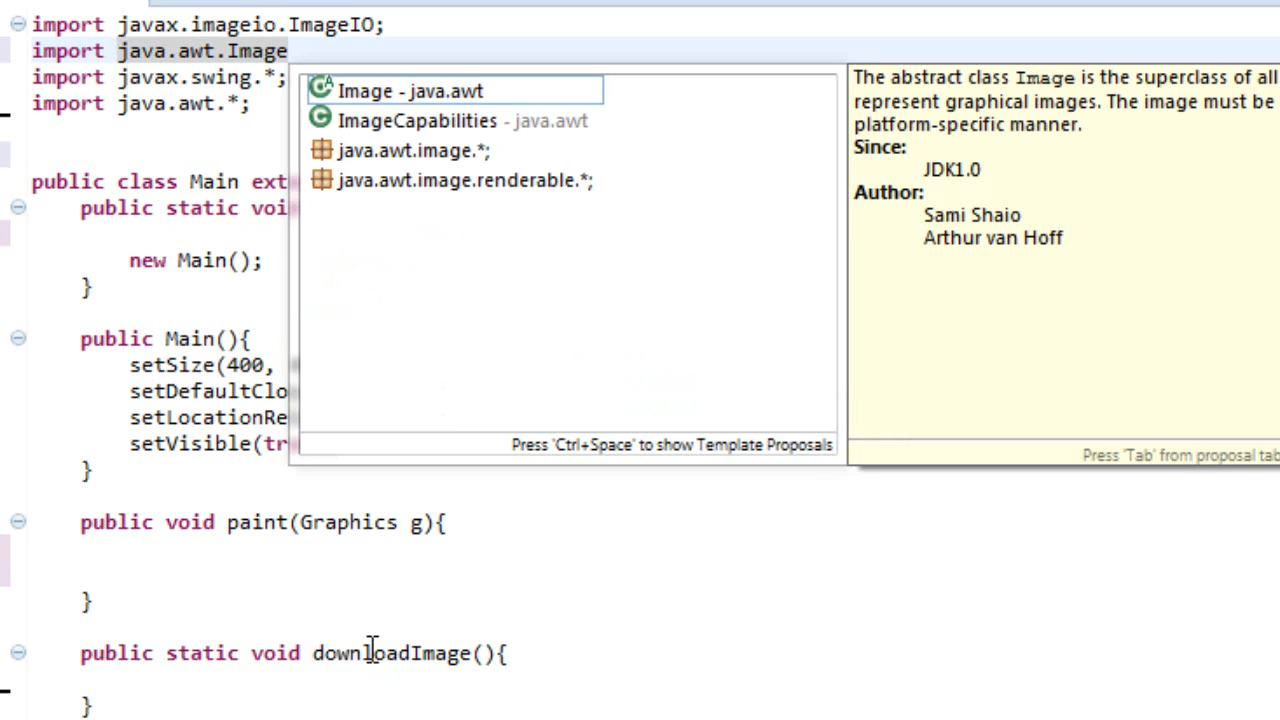 import javax.imageio.ImageIO;
import java.awt.Image
import javax.swing.*;
import java.awt.*;
public class Main ext
public static voi
new Main();
}
public Main(){
setSize(400,
setDefaultClo
setLocationRe
setVisible(tr
}
public void paint(Graphics g){
}
public static void downloadImage(){
}
Image - java.awt
ImageCapabilities - java.awt
java.awt.image.*;
java.awt.image.renderable.*;
Press 'Ctrl+Space' to show Template Proposals
The abstract class Image is the superclass of all
represent graphical images. The image must be
platform-specific manner.
Since:
JDK1.0
Author:
Sami Shaio
Arthur van Hoff
Press 'Tab' from proposal tab